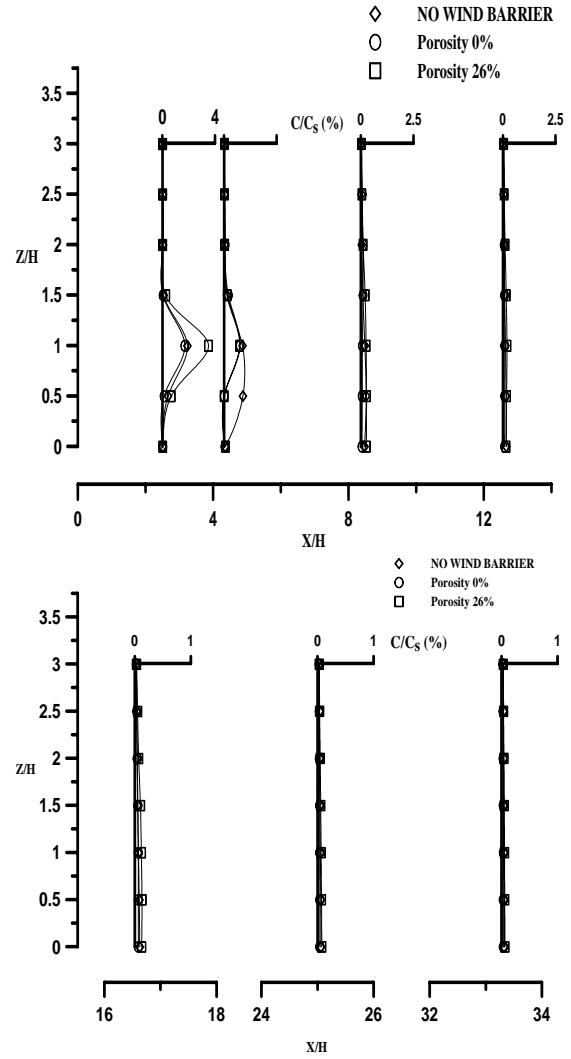 NO WIND BARRIER
Porosity 0%
Porosity 26%
3.5
0 4 C/Cs (%) 0 2.5 0 2.5
3
2.5
Z/H
2
1.5
1
0.5
0
0 4 8 12
X/H
NO WIND BARRIER
Porosity 0%
Porosity 26%
3.5
0 1 0 1 C/Cs (%) 0 1
3
2.5
2
Z/H
1.5
1
0.5
0
16 18 24 26 32 34
X/H